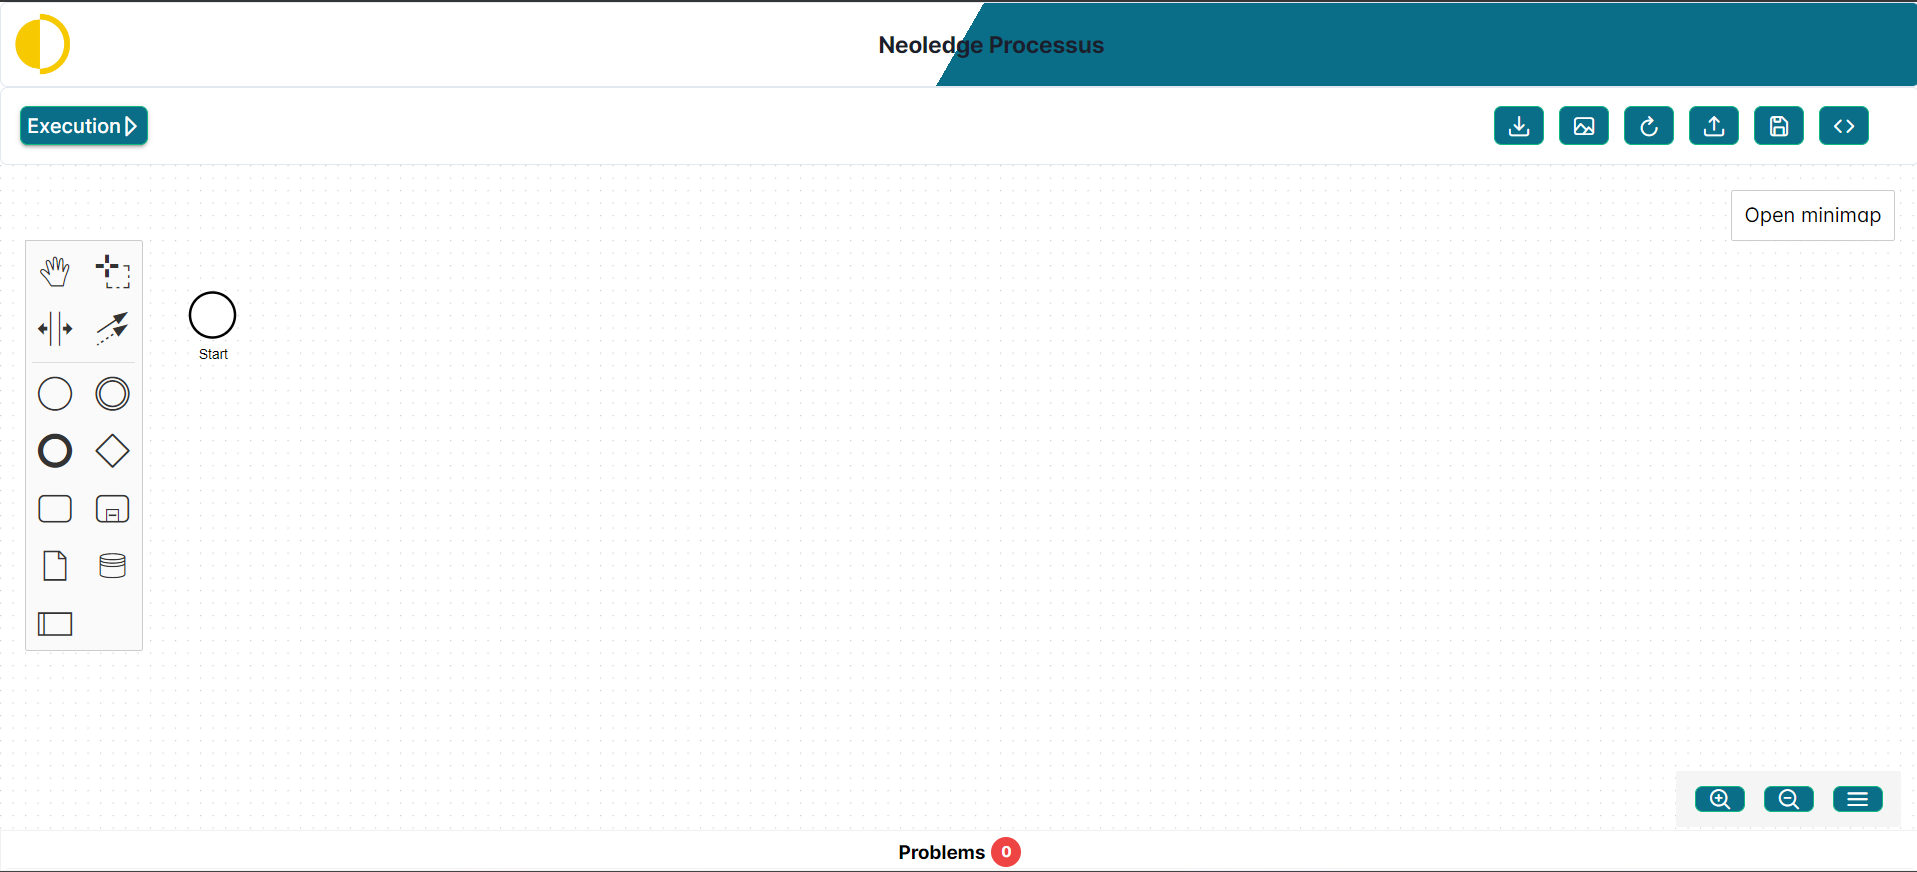 Neoledge Processus
Execution
Open minimap
Start
Problems 0